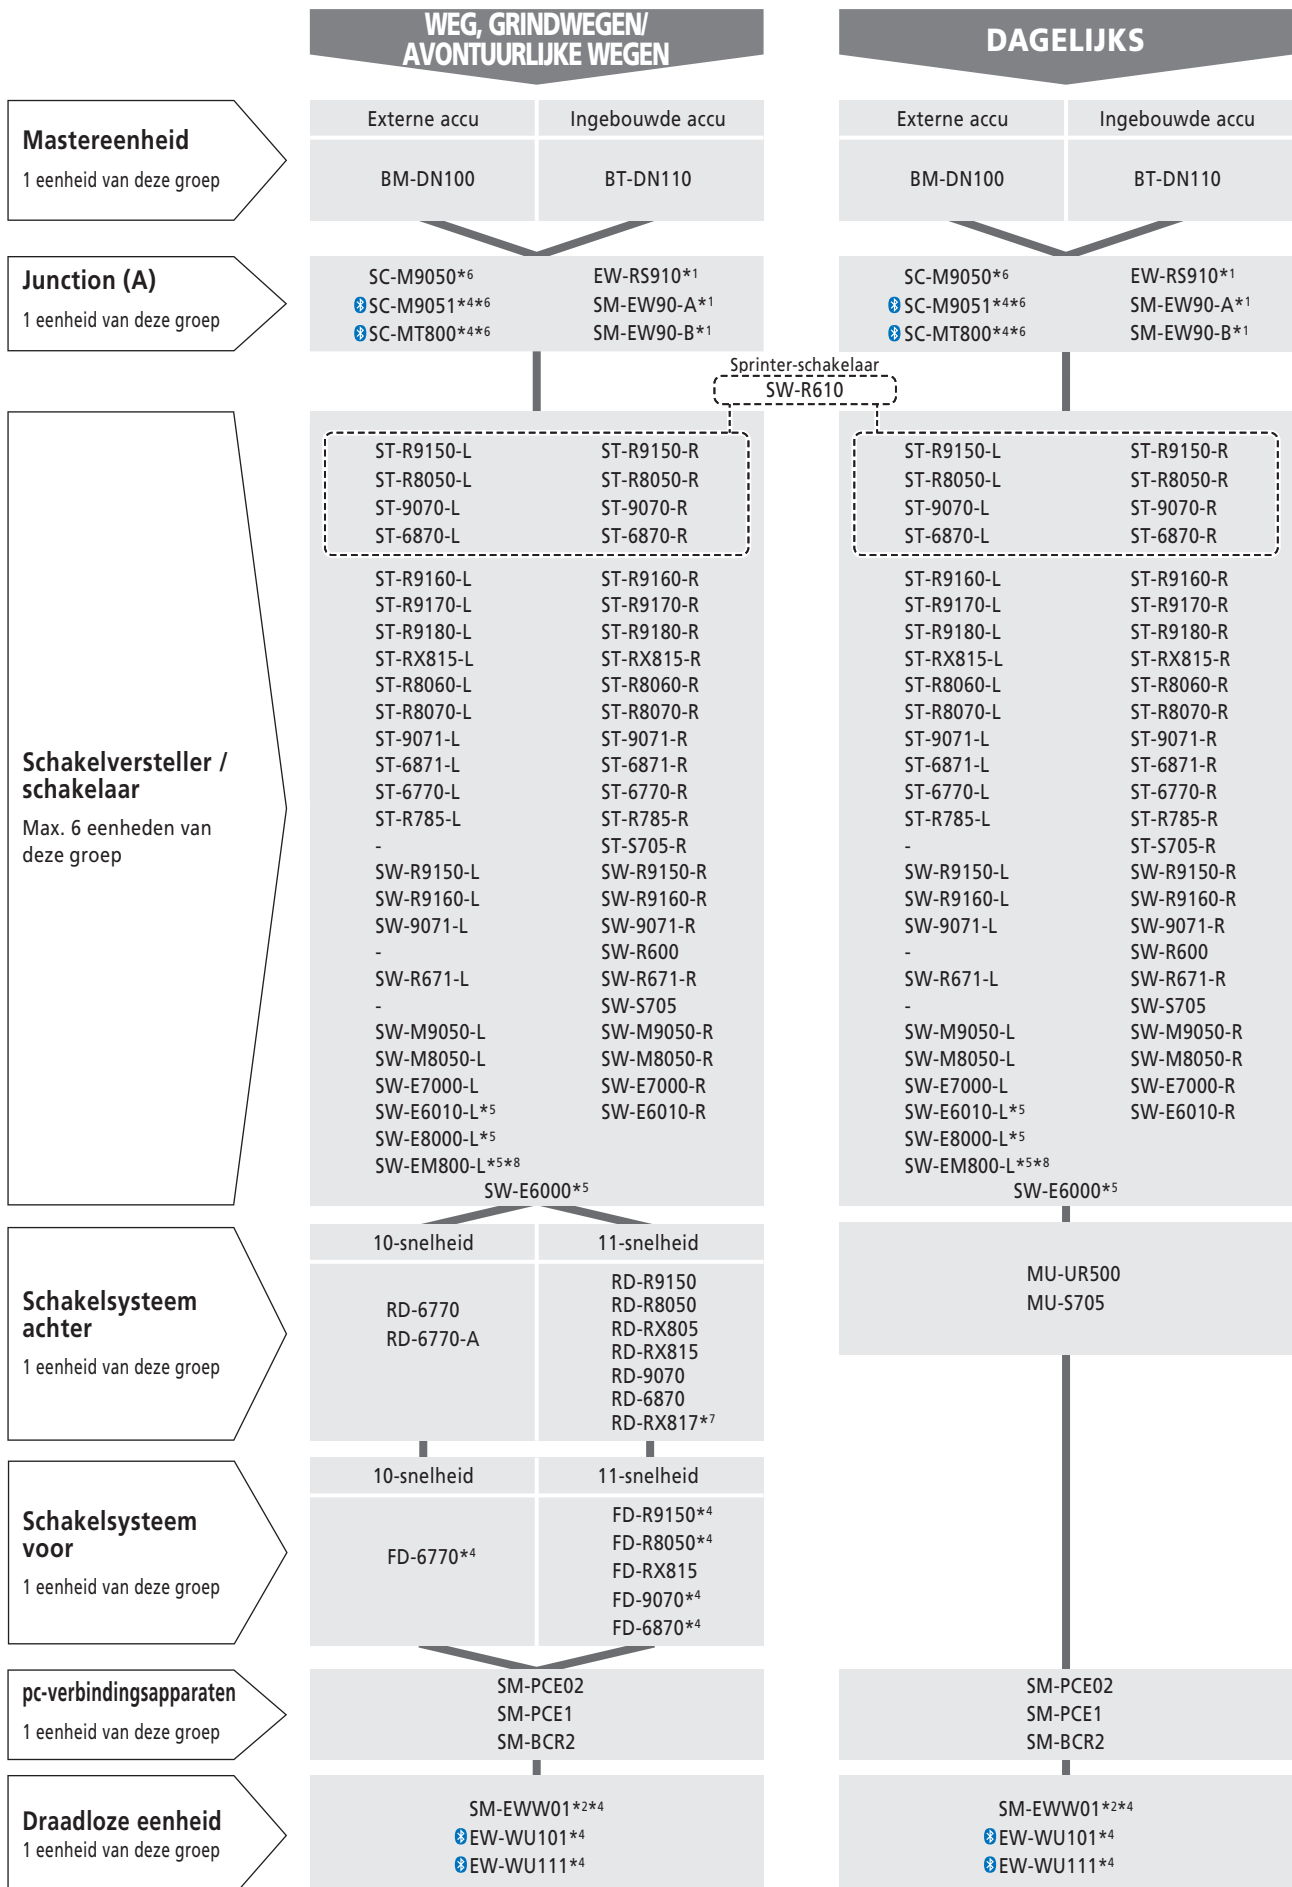 WEG, GRINDWEGEN/
AVONTUURLIJKE WEGEN
DAGELIJKS
Mastereenheid
1 eenheid van deze groep
Externe accu Ingebouwde accu
BM-DN100 BT-DN110
Externe accu Ingebouwde accu
BM-DN100 BT-DN110
Junction (A)
1 eenheid van deze groep
SC-M9050*6 EW-RS910*1
SC-M9051*4*6 SM-EW90-A*1
SC-MT800*4*6 SM-EW90-B*1
SC-M9050*6 EW-RS910*1
SC-M9051*4*6 SM-EW90-A*1
SC-MT800*4*6 SM-EW90-B*1
Sprinter-schakelaar
SW-R610
Schakelversteller /
schakelaar
Max. 6 eenheden van
deze groep
ST-R9150-L ST-R9150-R
ST-R8050-L ST-R8050-R
ST-9070-L ST-9070-R
ST-6870-L ST-6870-R
ST-R9160-L ST-R9160-R
ST-R9170-L ST-R9170-R
ST-R9180-L ST-R9180-R
ST-RX815-L ST-RX815-R
ST-R8060-L ST-R8060-R
ST-R8070-L ST-R8070-R
ST-9071-L ST-9071-R
ST-6871-L ST-6871-R
ST-6770-L ST-6770-R
ST-R785-L ST-R785-R
- ST-S705-R
SW-R9150-L SW-R9150-R
SW-R9160-L SW-R9160-R
SW-9071-L SW-9071-R
- SW-R600
SW-R671-L SW-R671-R
- SW-S705
SW-M9050-L SW-M9050-R
SW-M8050-L SW-M8050-R
SW-E7000-L SW-E7000-R
SW-E6010-L*5 SW-E6010-R
SW-E8000-L*5
SW-EM800-L*5*8
SW-E6000*5
ST-R9150-L ST-R9150-R
ST-R8050-L ST-R8050-R
ST-9070-L ST-9070-R
ST-6870-L ST-6870-R
ST-R9160-L ST-R9160-R
ST-R9170-L ST-R9170-R
ST-R9180-L ST-R9180-R
ST-RX815-L ST-RX815-R
ST-R8060-L ST-R8060-R
ST-R8070-L ST-R8070-R
ST-9071-L ST-9071-R
ST-6871-L ST-6871-R
ST-6770-L ST-6770-R
ST-R785-L ST-R785-R
- ST-S705-R
SW-R9150-L SW-R9150-R
SW-R9160-L SW-R9160-R
SW-9071-L SW-9071-R
- SW-R600
SW-R671-L SW-R671-R
- SW-S705
SW-M9050-L SW-M9050-R
SW-M8050-L SW-M8050-R
SW-E7000-L SW-E7000-R
SW-E6010-L*5 SW-E6010-R
SW-E8000-L*5
SW-EM800-L*5*8
SW-E6000*5
Schakelsysteem
achter
1 eenheid van deze groep
10-snelheid
RD-6770
RD-6770-A
11-snelheid
RD-R9150
RD-R8050
RD-RX805
RD-RX815
RD-9070
RD-6870
RD-RX817*7
MU-UR500
MU-S705
Schakelsysteem
voor
1 eenheid van deze groep
10-snelheid
FD-6770*4
11-snelheid
FD-R9150*4
FD-R8050*4
FD-RX815
FD-9070*4
FD-6870*4
pc-verbindingsapparaten
1 eenheid van deze groep
SM-PCE02
SM-PCE1
SM-BCR2
SM-PCE02
SM-PCE1
SM-BCR2
Draadloze eenheid
1 eenheid van deze groep
SM-EWW01*2*4
EW-WU101*4
EW-WU111*4
SM-EWW01*2*4
EW-WU101*4
EW-WU111*4